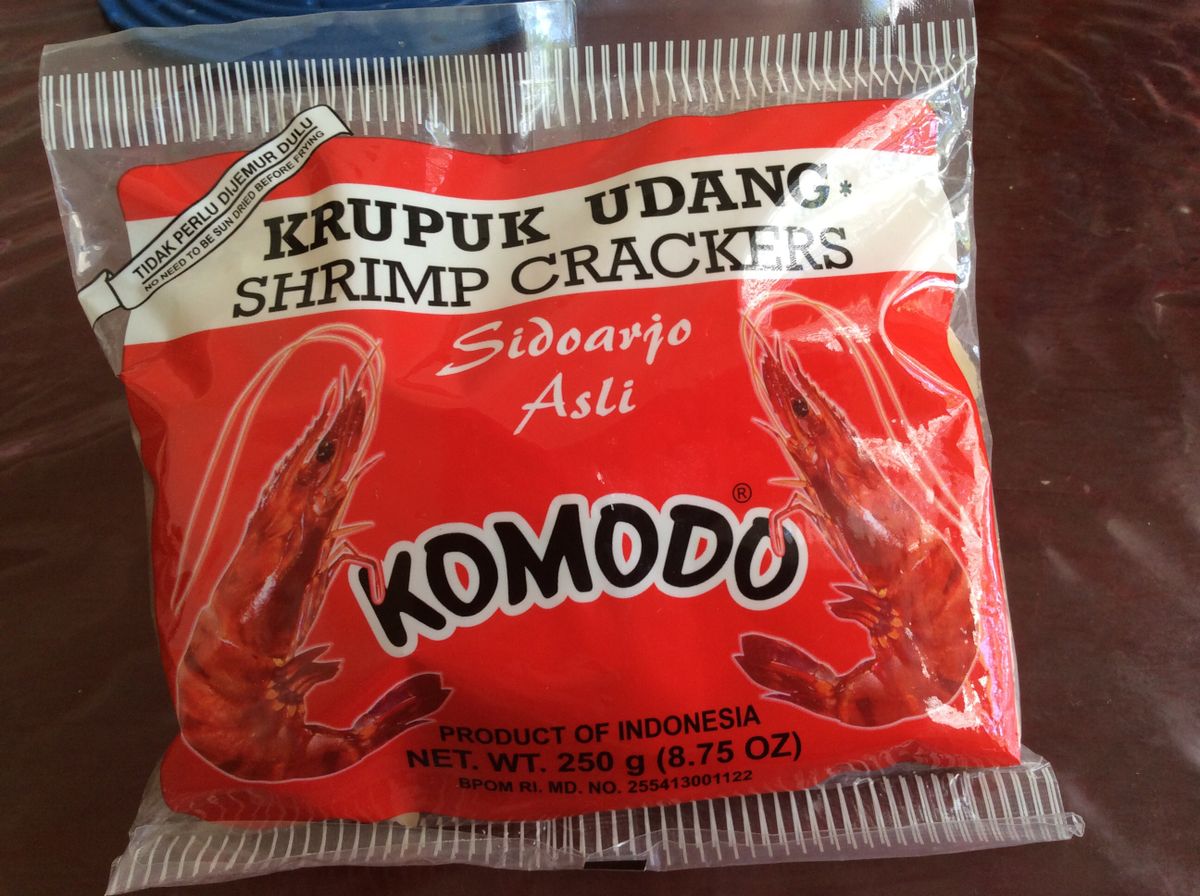 TIDAK PERLU DIJEMUR DULU
NO NEED TO BE SUN DRIED BEFORE FRYING
KRUPUK UDANG*
SHRIMP CRACKERS
Sidoarjo
Asli
KOMODO®
PRODUCT OF INDONESIA
NET. WT. 250 g (8.75 OZ)
BPOM RI. MD. NO. 255413001122